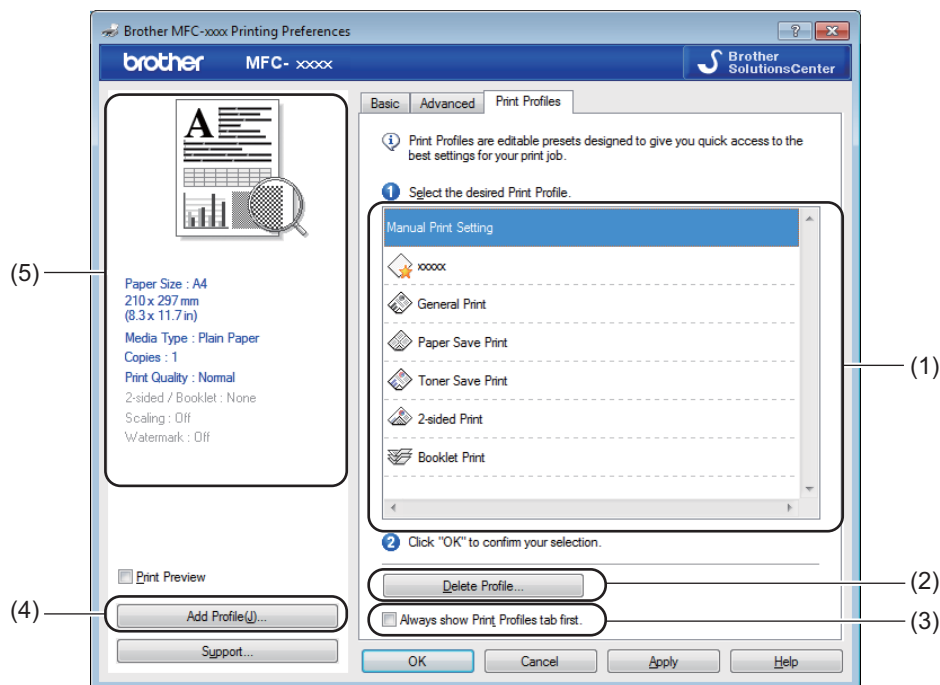 Brother MFC-xxxx Printing Preferences
brother MFC- xxxx
Brother
SolutionsCenter
A
Basic Advanced Print Profiles
Print Profiles are editable presets designed to give you quick access to the
best settings for your print job.
1 Select the desired Print Profile.
Manual Print Setting
xxxxx
General Print
Paper Save Print
Toner Save Print
2-sided Print
Booklet Print
2 Click "OK" to confirm your selection.
Delete Profile...
Always show Print Profiles tab first.
Paper Size : A4
210 x 297 mm
(8.3 x 11.7 in)
Media Type : Plain Paper
Copies : 1
Print Quality : Normal
2-sided / Booklet : None
Scaling : Off
Watermark : Off
Print Preview
Add Profile(J)...
Support...
OK Cancel Apply Help
(1)
(2)
(3)
(4)
(5)